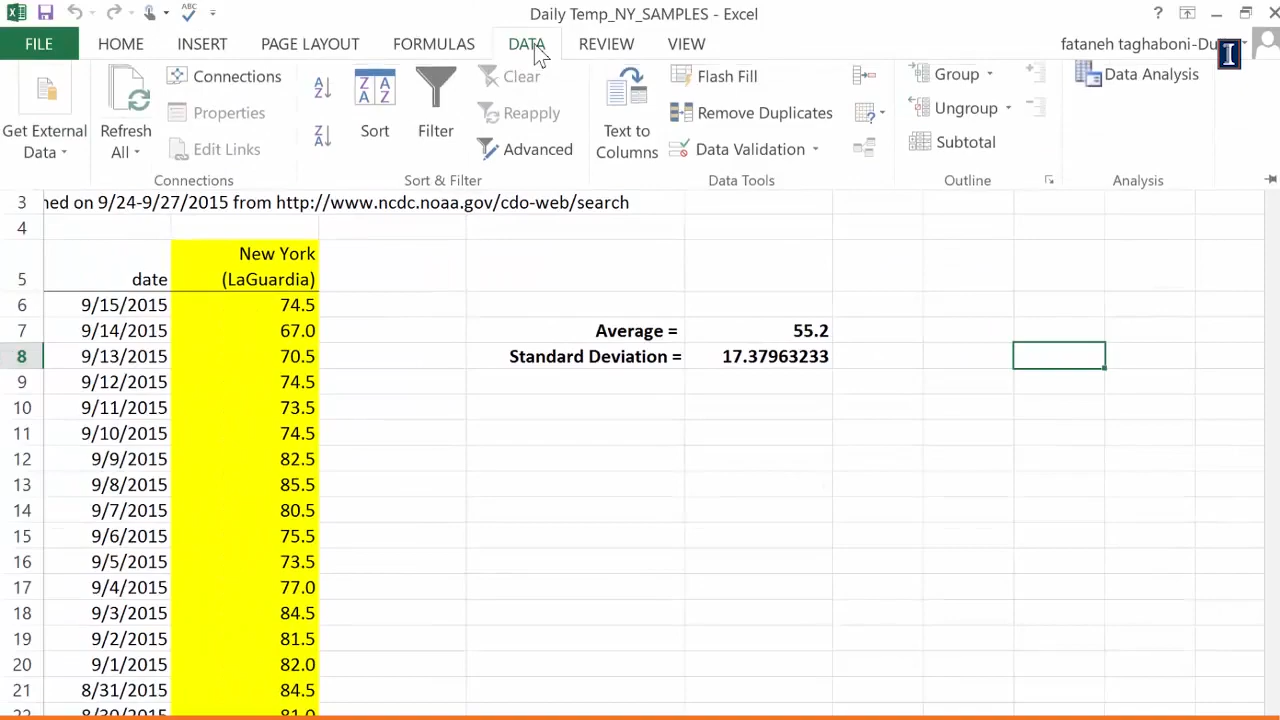 Daily Temp_NY_SAMPLES - Excel
FILE HOME INSERT PAGE LAYOUT FORMULAS DATA REVIEW VIEW fataneh taghaboni-Du
Get External Data
Refresh All
Connections
Properties
Edit Links
Connections
Sort
Filter
Clear
Reapply
Advanced
Sort & Filter
Text to Columns
Flash Fill
Remove Duplicates
Data Validation
Data Tools
Group
Ungroup
Subtotal
Outline
Data Analysis
Analysis
3 ned on 9/24-9/27/2015 from http://www.ncdc.noaa.gov/cdo-web/search
4
New York
5 date (LaGuardia)
6 9/15/2015 74.5
7 9/14/2015 67.0 Average = 55.2
8 9/13/2015 70.5 Standard Deviation = 17.37963233
9 9/12/2015 74.5
10 9/11/2015 73.5
11 9/10/2015 74.5
12 9/9/2015 82.5
13 9/8/2015 85.5
14 9/7/2015 80.5
15 9/6/2015 75.5
16 9/5/2015 73.5
17 9/4/2015 77.0
18 9/3/2015 84.5
19 9/2/2015 81.5
20 9/1/2015 82.0
21 8/31/2015 84.5
22 8/30/2015 81.0